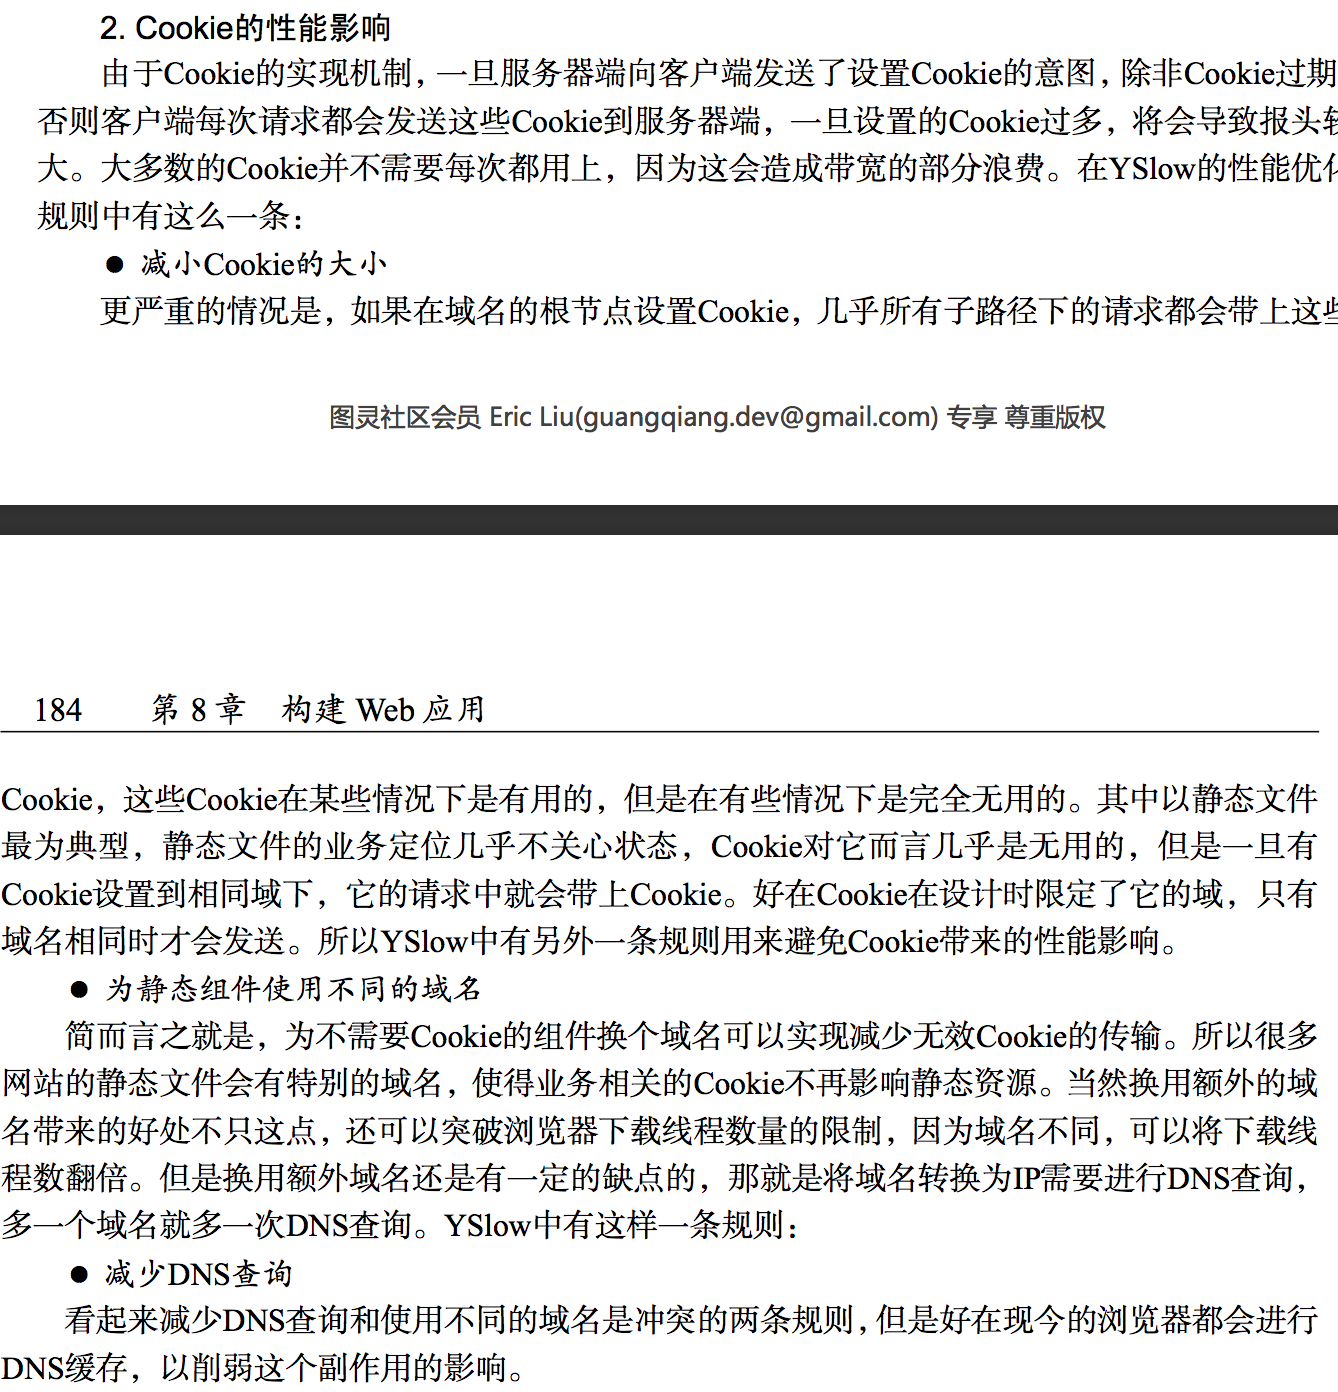 2. Cookie的性能影响
由于Cookie的实现机制，一旦服务器端向客户端发送了设置Cookie的意图，除非Cookie过期
否则客户端每次请求都会发送这些Cookie到服务器端，一旦设置的Cookie过多，将会导致报头
大。大多数的Cookie并不需要每次都用上，因为这会造成带宽的部分浪费。在YSlow的性能优
规则中有这么一条：
● 减小Cookie的大小
更严重的情况是，如果在域名的根节点设置Cookie，几乎所有子路径下的请求都会带上这些
图灵社区会员 Eric Liu(guangqiang.dev@gmail.com) 专享 尊重版权
184 第 8 章 构建 Web 应用
Cookie，这些Cookie在某些情况下是有用的，但是在有些情况下是完全无用的。其中以静态文件
最为典型，静态文件的业务定位几乎不关心状态，Cookie对它而言几乎是无用的，但是一旦有
Cookie设置到相同域下，它的请求中就会带上Cookie。好在Cookie在设计时限定了它的域，只有
域名相同时才会发送。所以YSlow中有另外一条规则用来避免Cookie带来的性能影响。
● 为静态组件使用不同的域名
简而言之就是，为不需要Cookie的组件换个域名可以实现减少无效Cookie的传输。所以很多
网站的静态文件会有特别的域名，使得业务相关的Cookie不再影响静态资源。当然换用额外的域
名带来的好处不只这点，还可以突破浏览器下载线程数量的限制，因为域名不同，可以将下载线
程数翻倍。但是换用额外域名还是有一定的缺点的，那就是将域名转换为IP需要进行DNS查询，
多一个域名就多一次DNS查询。YSlow中有这样一条规则：
● 减少DNS查询
看起来减少DNS查询和使用不同的域名是冲突的两条规则，但是好在现今的浏览器都会进行
DNS缓存，以削弱这个副作用的影响。